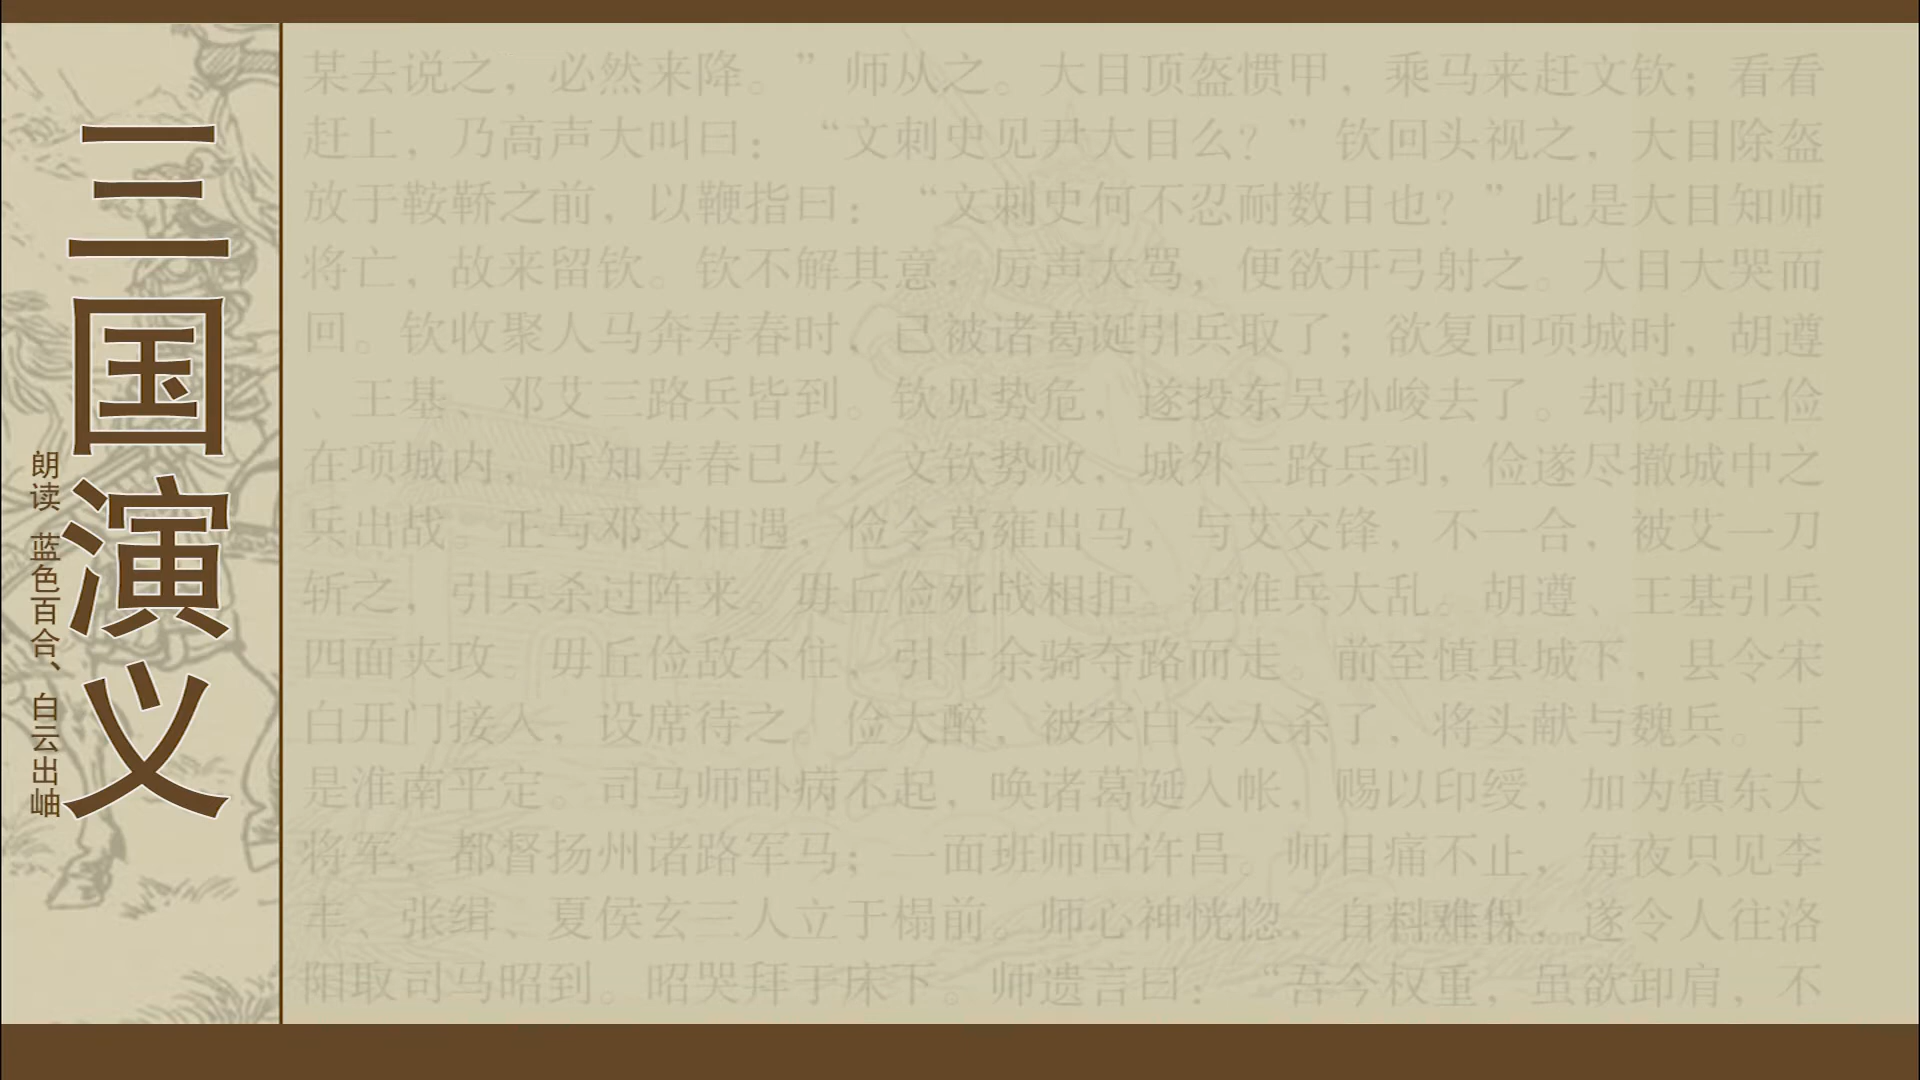 三国演义
朗读 蓝色百合、白云出岫
某去说之，必然来降。”师从之。大目顶盔惯甲，乘马来赶文钦；看看
赶上，乃高声大叫曰：“文刺史见尹大目么？”钦回头视之，大目除盔
放于鞍鞒之前，以鞭指曰：“文刺史何不忍耐数日也？”此是大目知师
将亡，故来留钦。钦不解其意，厉声大骂，便欲开弓射之。大目大哭而
回。钦收聚人马奔寿春时，已被诸葛诞引兵取了；欲复回项城时，胡遵
、王基、邓艾三路兵皆到。钦见势危，遂投东吴孙峻去了。却说毋丘俭
在项城内，听知寿春已失，文钦势败，城外三路兵到，俭遂尽撤城中之
兵出战。正与邓艾相遇，俭令葛雍出马，与艾交锋，不一合，被艾一刀
斩之，引兵杀过阵来。毋丘俭死战相拒。江淮兵大乱。胡遵、王基引兵
四面夹攻。毋丘俭敌不住，引十余骑夺路而走。前至慎县城下，县令宋
白开门接入，设席待之。俭大醉，被宋白令人杀了，将头献与魏兵。于
是淮南平定。司马师卧病不起，唤诸葛诞入帐，赐以印绶，加为镇东大
将军，都督扬州诸路军马；一面班师回许昌。师目痛不止，每夜只见李
丰、张缉、夏侯玄三人立于榻前。师心神恍惚，自料难保，遂令人往洛
阳取司马昭到。昭哭拜于床下。师遗言曰：“吾今权重，虽欲卸肩，不